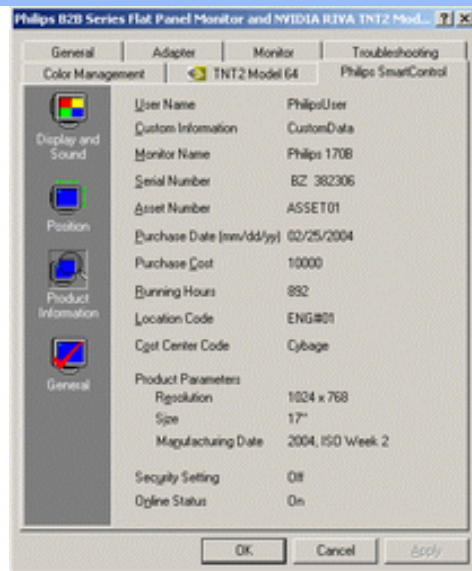 Philips B2B Series Flat Panel Monitor and NVIDIA RIVA TNT2 Mod...
General Adapter Monitor Troubleshooting
Color Management TNT2 Model 64 Philips SmartControl
Display and Sound
Position
Product Information
General
User Name PhilipsUser
Custom Information CustomData
Monitor Name Philips 170B
Serial Number BZ 382306
Asset Number ASSET01
Purchase Date (mm/dd/yy) 02/25/2004
Purchase Cost 10000
Running Hours 892
Location Code ENG#01
Cost Center Code Cybage
Product Parameters
Resolution 1024 x 768
Size 17"
Manufacturing Date 2004, ISO Week 2
Security Setting Off
Online Status On
OK Cancel Apply